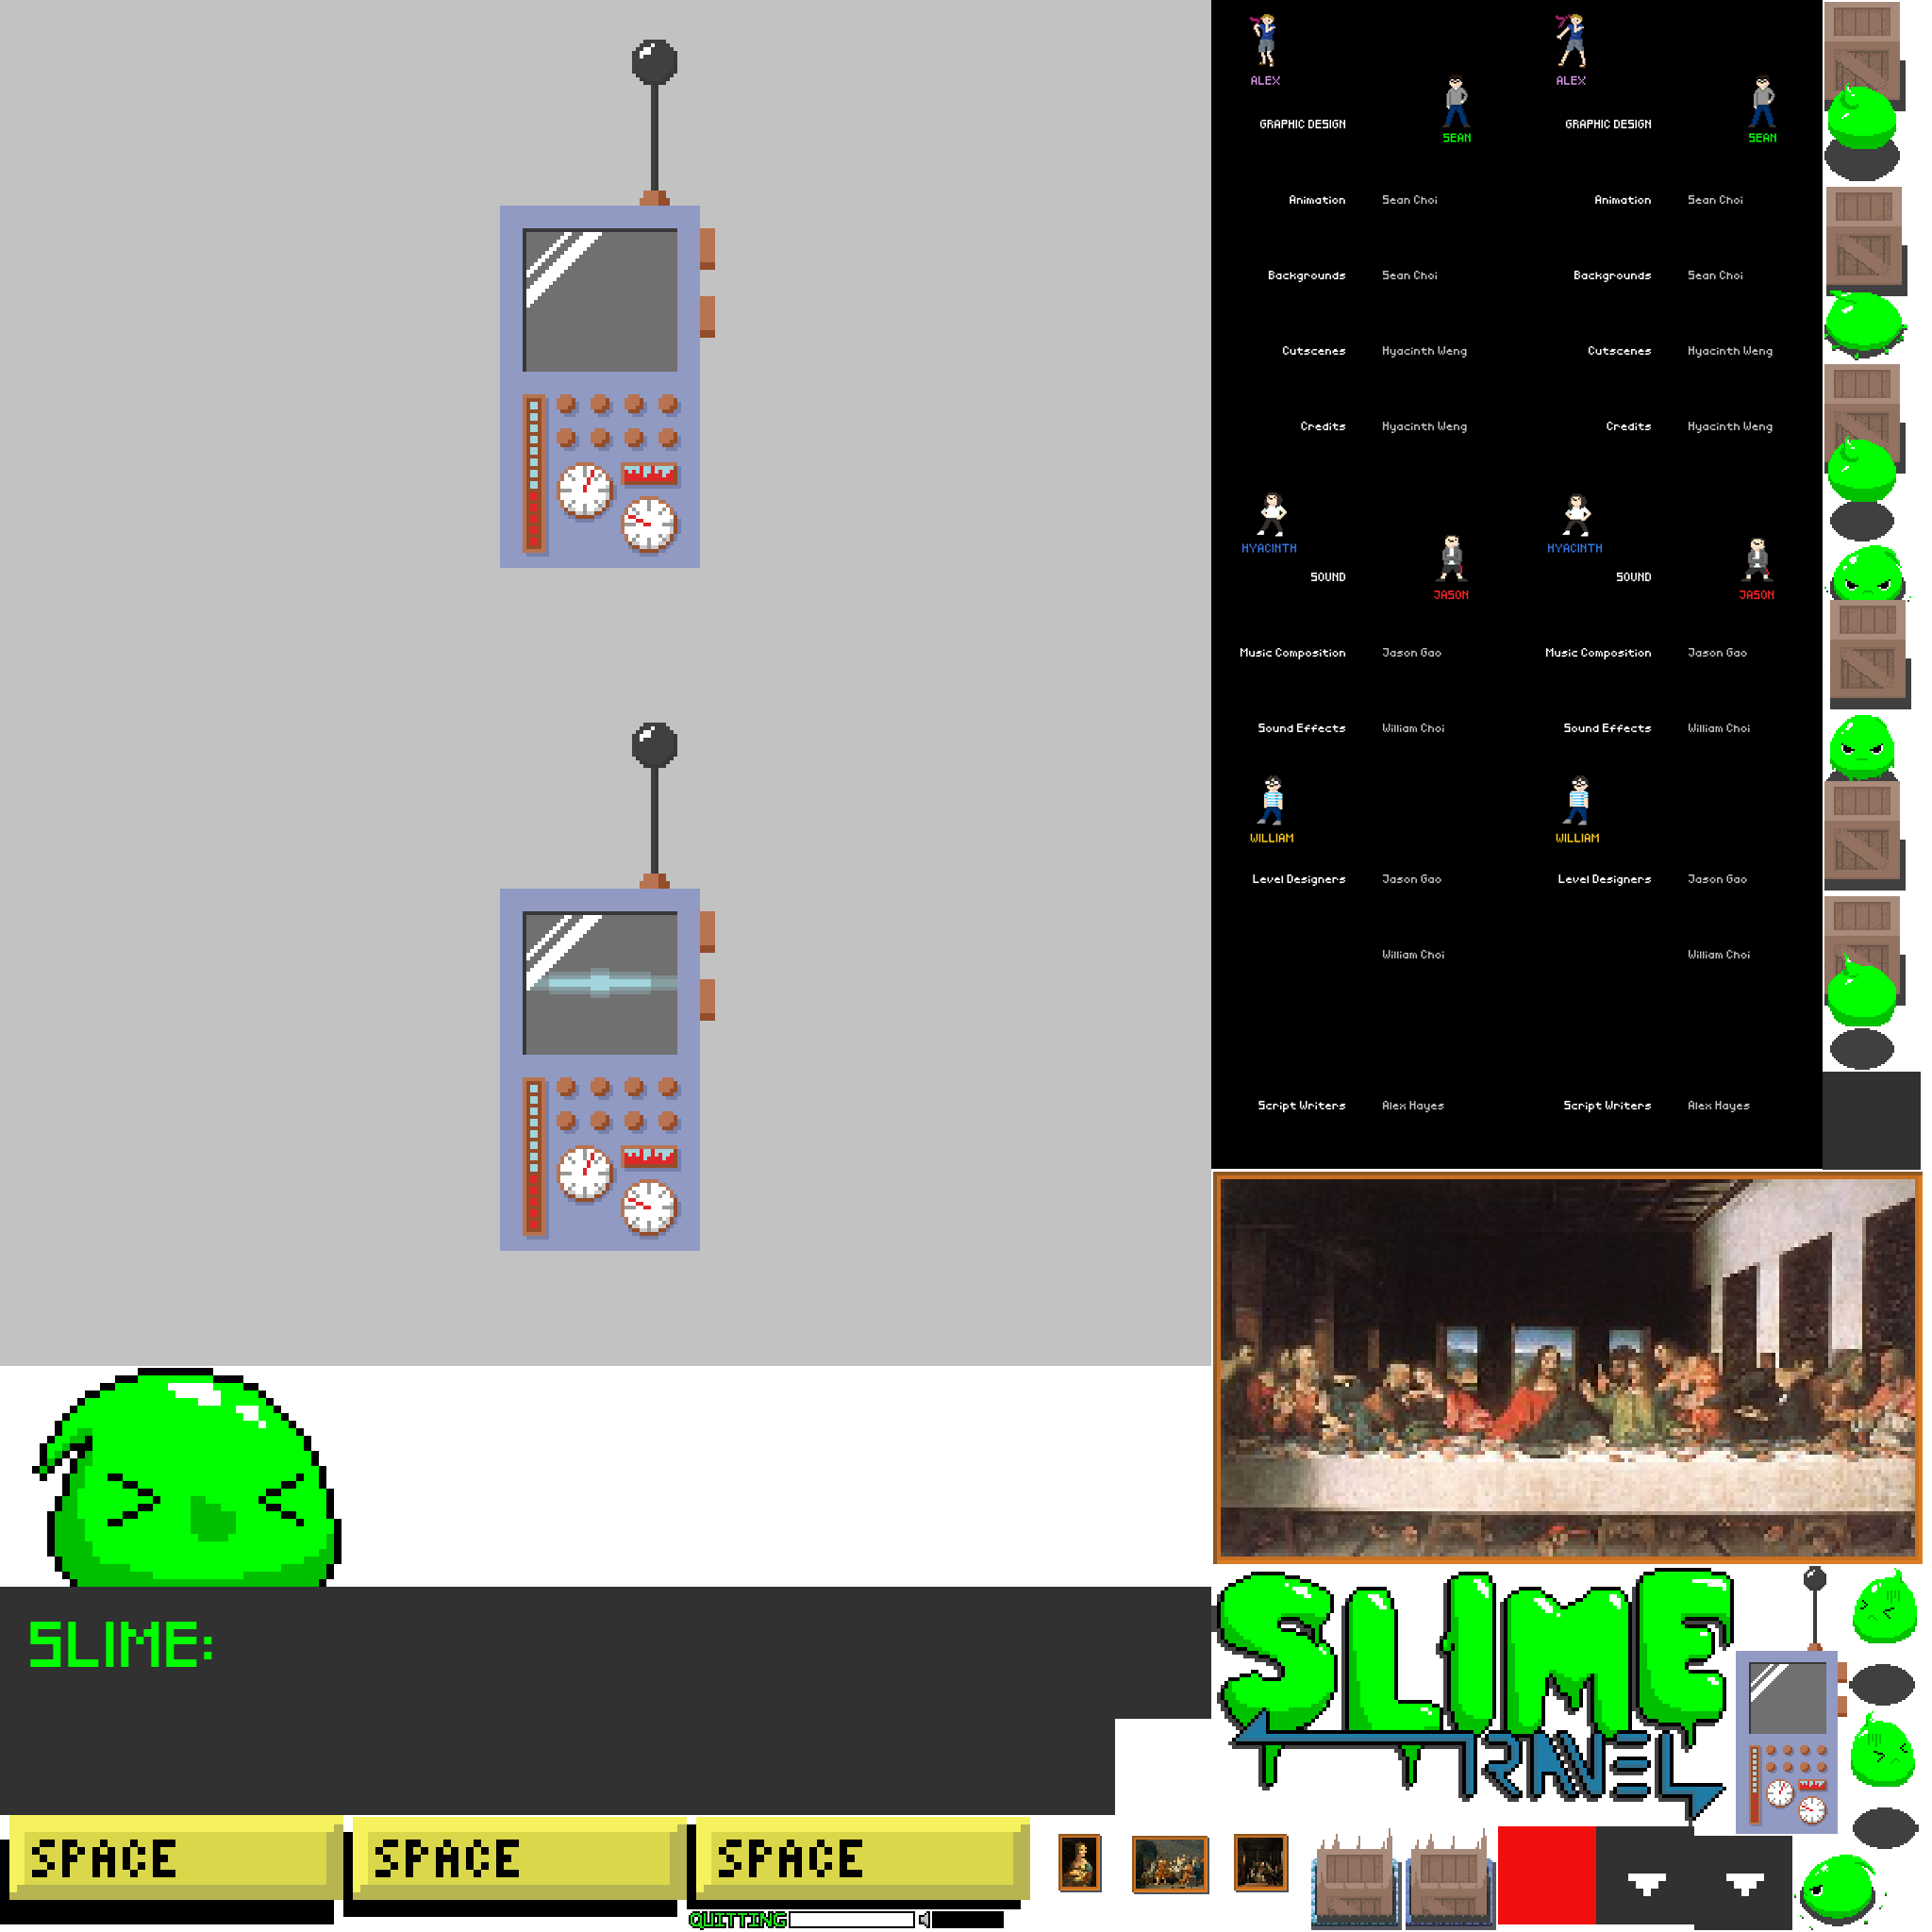 ALEX
SEAN
GRAPHIC DESIGN
Animation Sean Choi
Backgrounds Sean Choi
Cutscenes Hyacinth Weng
Credits Hyacinth Weng
HYACINTH
JASON
SOUND
Music Composition Jason Gao
Sound Effects William Choi
WILLIAM
Level Designers Jason Gao
William Choi
Script Writers Alex Hayes
ALEX
SEAN
GRAPHIC DESIGN
Animation Sean Choi
Backgrounds Sean Choi
Cutscenes Hyacinth Weng
Credits Hyacinth Weng
HYACINTH
JASON
SOUND
Music Composition Jason Gao
Sound Effects William Choi
WILLIAM
Level Designers Jason Gao
William Choi
Script Writers Alex Hayes
SLIME:
SLIME
TRAVEL
SPACE
SPACE
SPACE
QUITTING